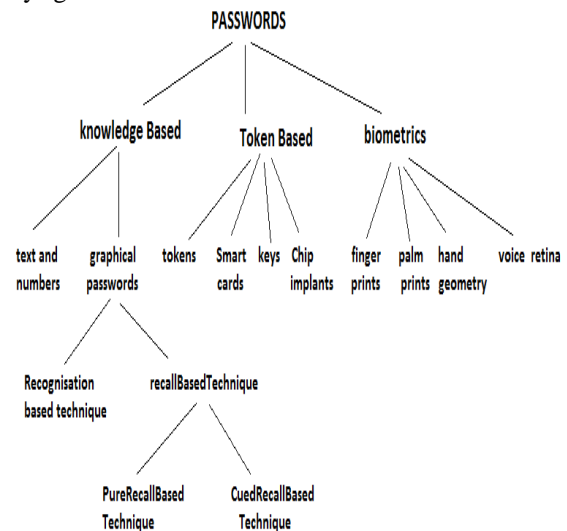 PASSWORDS
knowledge Based Token Based biometrics
text and graphical tokens Smart keys Chip finger palm hand voice retina
numbers passwords cards implants prints prints geometry
Recognisation recallBasedTechnique
based technique
PureRecallBased CuedRecallBased
Technique Technique